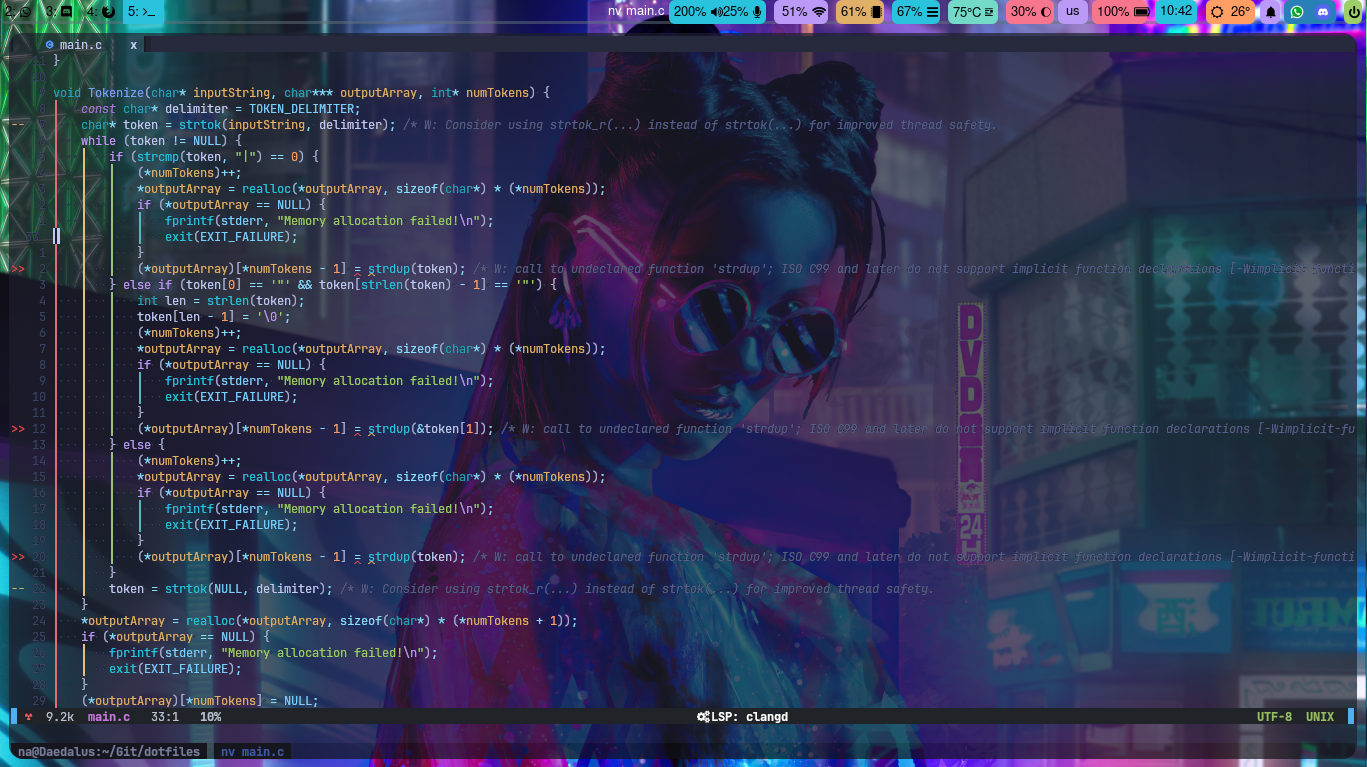 2: 3: 4: 5: >_ nv main.c 200% 25% 51% 61% 67% 75°C 30% us 100% 10:42 26°
main.c x
}
void Tokenize(char* inputString, char*** outputArray, int* numTokens) {
8 const char* delimiter = TOKEN_DELIMITER;
-- char* token = strtok(inputString, delimiter); /* W: Consider using strtok_r(...) instead of strtok(...) for improved thread safety.
while (token != NULL) {
if (strcmp(token, "|") == 0) {
(*numTokens)++;
3 *outputArray = realloc(*outputArray, sizeof(char*) * (*numTokens));
if (*outputArray == NULL) {
fprintf(stderr, "Memory allocation failed!\n");
exit(EXIT_FAILURE);
1 }
>> 2 (*outputArray)[*numTokens - 1] = strdup(token); /* W: call to undeclared function 'strdup'; ISO C99 and later do not support implicit function declarations [-Wimplicit-functi
3 } else if (token[0] == '"' && token[strlen(token) - 1] == '"') {
4 int len = strlen(token);
5 token[len - 1] = '\0';
6 (*numTokens)++;
7 *outputArray = realloc(*outputArray, sizeof(char*) * (*numTokens));
8 if (*outputArray == NULL) {
9 fprintf(stderr, "Memory allocation failed!\n");
10 exit(EXIT_FAILURE);
11 }
>> 12 (*outputArray)[*numTokens - 1] = strdup(&token[1]); /* W: call to undeclared function 'strdup'; ISO C99 and later do not support implicit function declarations [-Wimplicit-fu
13 } else {
14 (*numTokens)++;
15 *outputArray = realloc(*outputArray, sizeof(char*) * (*numTokens));
16 if (*outputArray == NULL) {
17 fprintf(stderr, "Memory allocation failed!\n");
18 exit(EXIT_FAILURE);
19 }
>> 20 (*outputArray)[*numTokens - 1] = strdup(token); /* W: call to undeclared function 'strdup'; ISO C99 and later do not support implicit function declarations [-Wimplicit-functi
21 }
-- 22 token = strtok(NULL, delimiter); /* W: Consider using strtok_r(...) instead of strtok(...) for improved thread safety.
23 }
24 *outputArray = realloc(*outputArray, sizeof(char*) * (*numTokens + 1));
25 if (*outputArray == NULL) {
26 fprintf(stderr, "Memory allocation failed!\n");
27 exit(EXIT_FAILURE);
28 }
29 (*outputArray)[*numTokens] = NULL;
9.2k main.c 33:1 10% LSP: clangd UTF-8 UNIX
na@Daedalus:~/Git/dotfiles nv main.c
DVD
24H